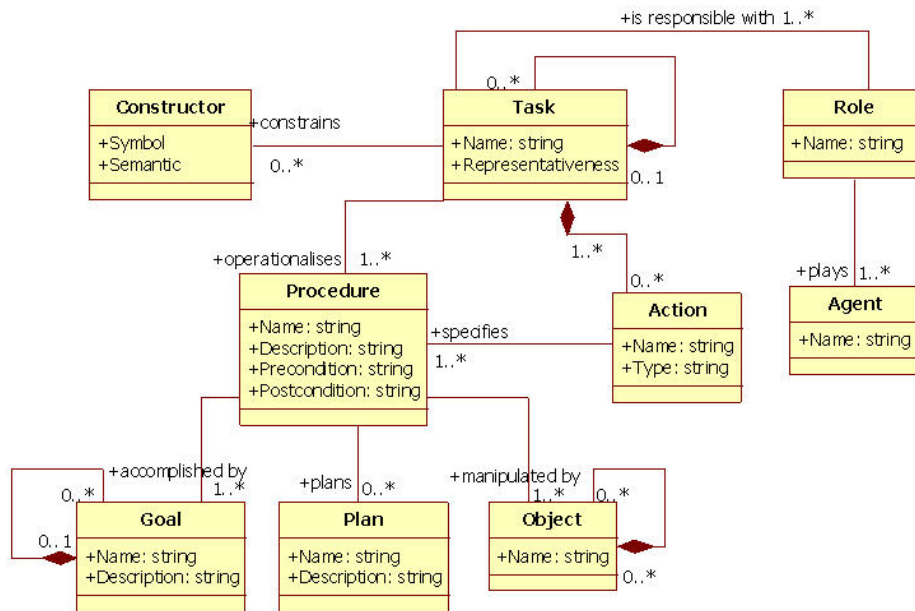 +is responsible with 1..*
0..*
Constructor
+Symbol
+Semantic
+constrains
0..*
Task
+Name: string
+Representativeness
0..1
Role
+Name: string
+operationalises
1..*
1..*
0..*
+plays
1..*
Procedure
+Name: string
+Description: string
+Precondition: string
+Postcondition: string
+specifies
1..*
Action
+Name: string
+Type: string
Agent
+Name: string
+accomplished by
0..*
1..*
0..1
+plans
0..*
+manipulated by
1..*
0..*
Goal
+Name: string
+Description: string
Plan
+Name: string
+Description: string
Object
+Name: string
0..*